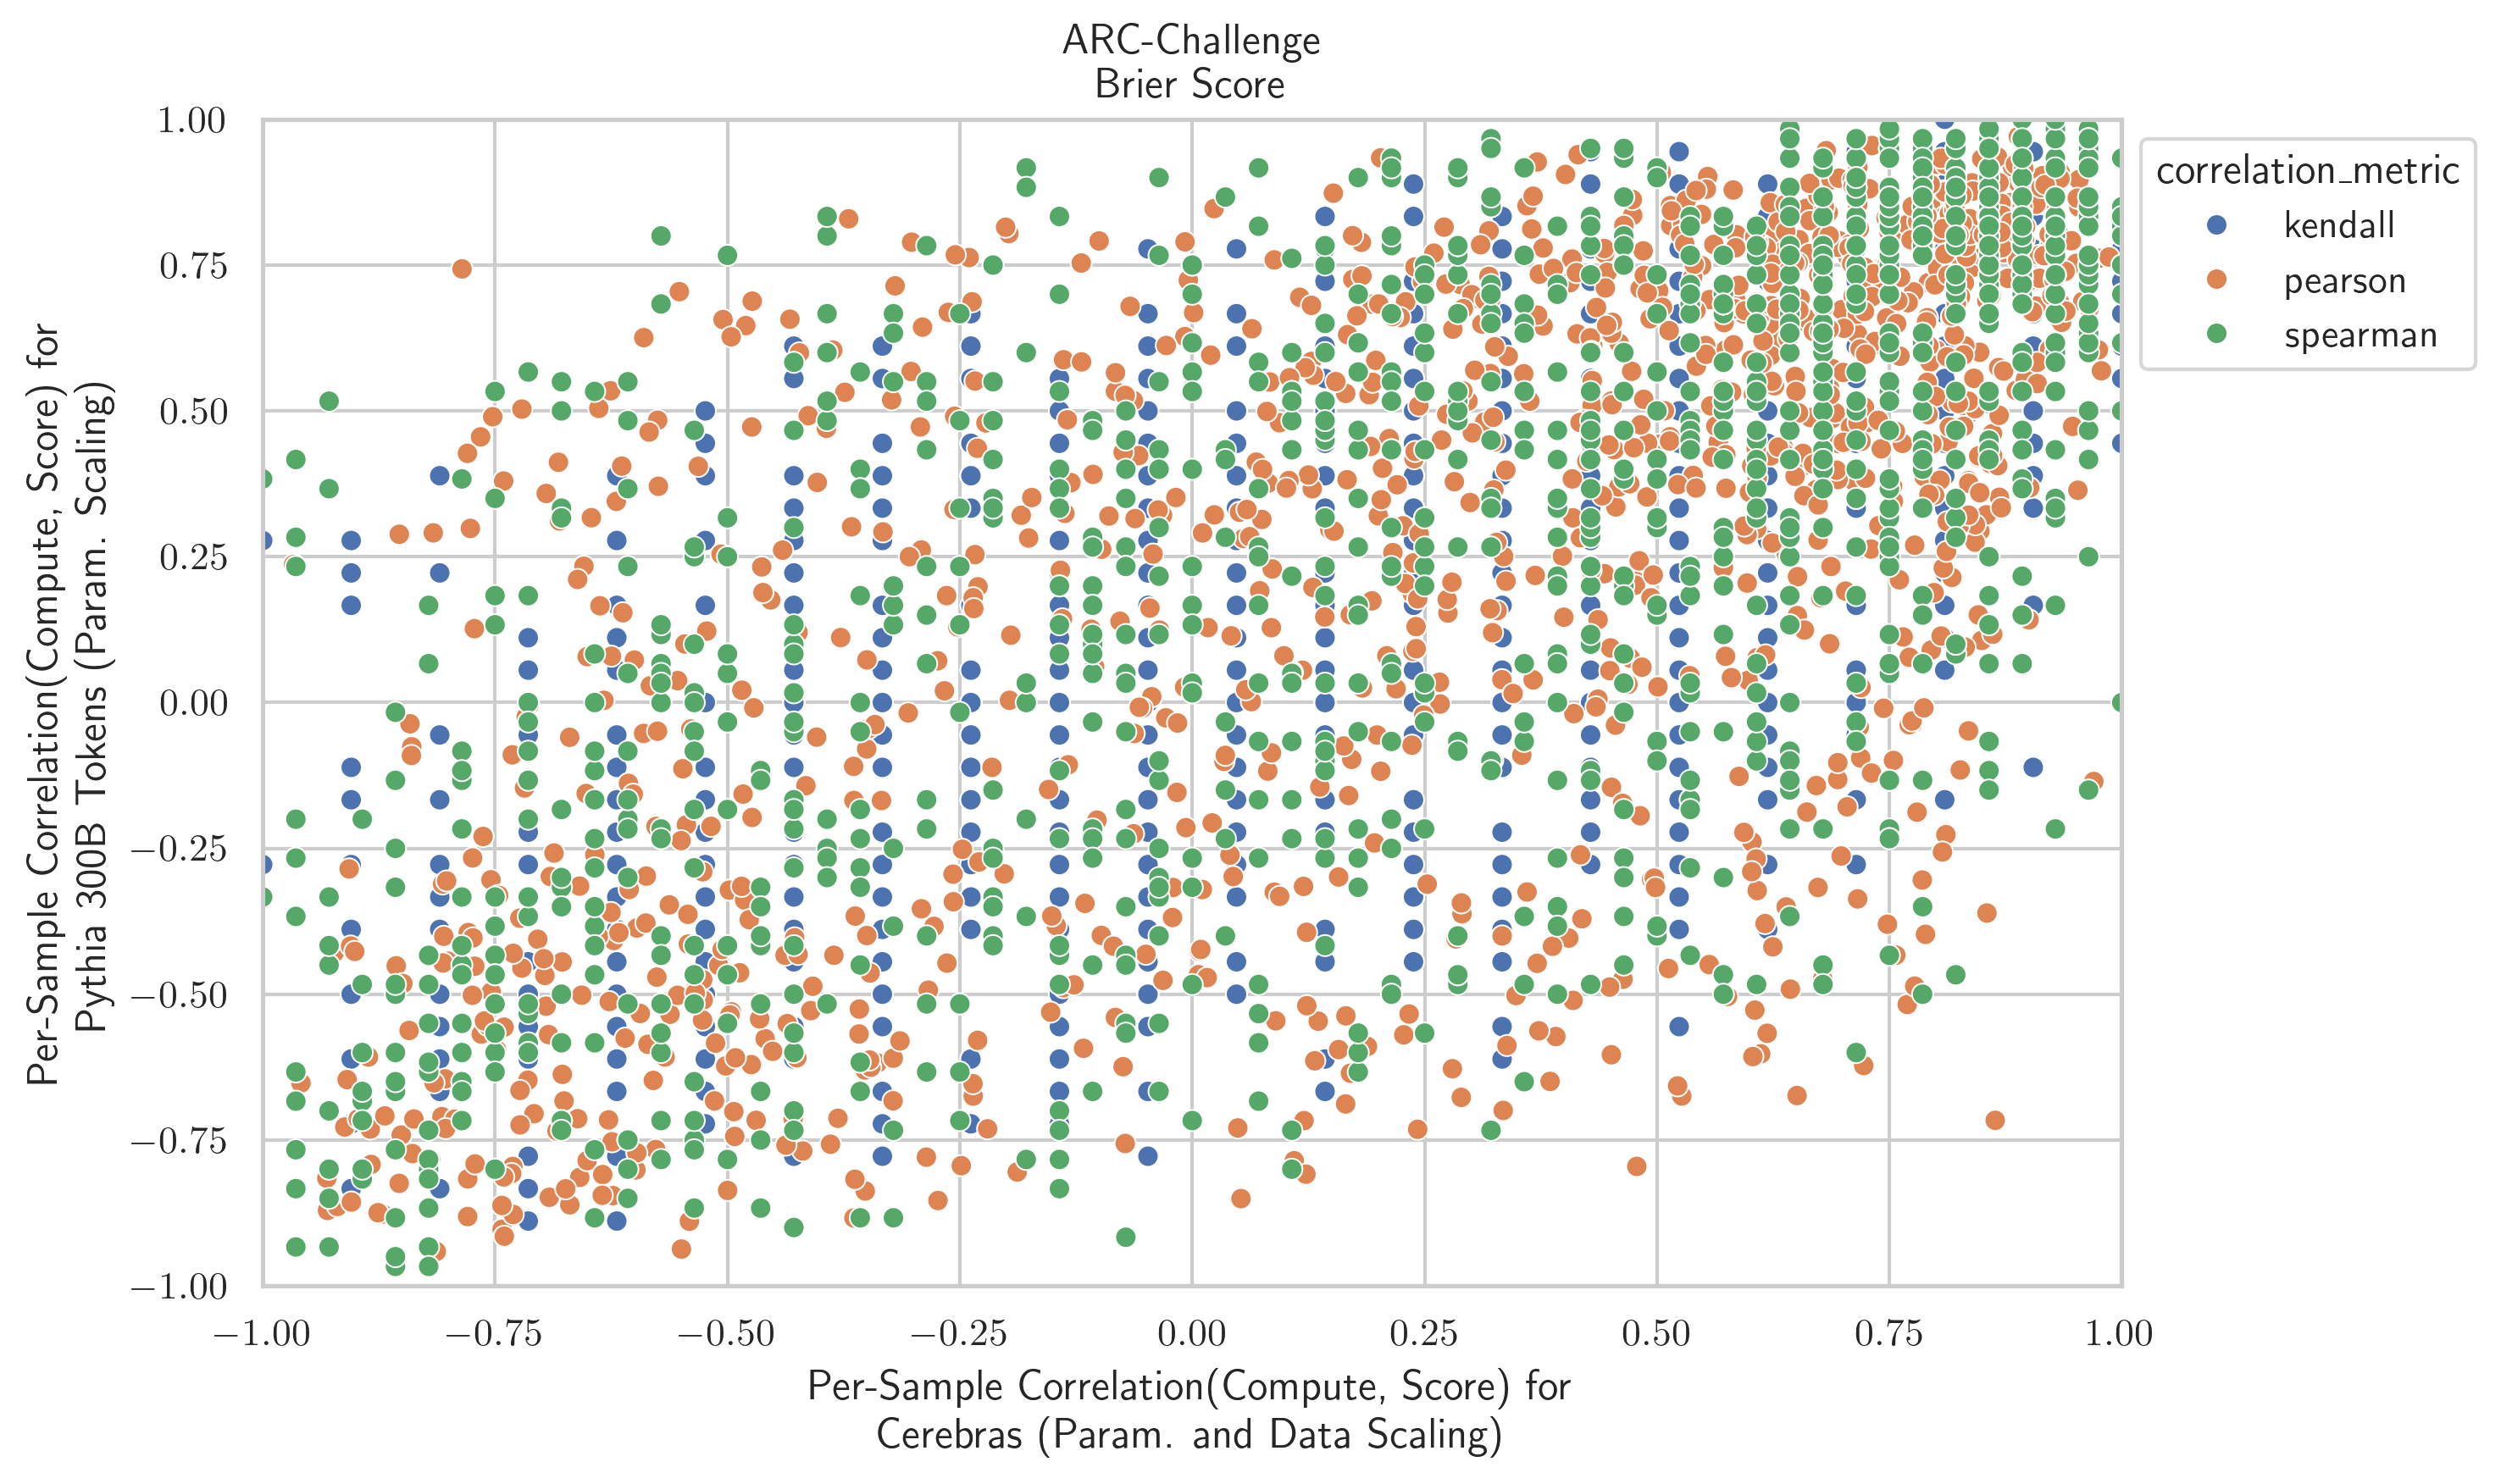 ARC-Challenge
Brier Score
Per-Sample Correlation(Compute, Score) for
Pythia 300B Tokens (Param. Scaling)
1.00
0.75
0.50
0.25
0.00
−0.25
−0.50
−0.75
−1.00
−1.00 −0.75 −0.50 −0.25 0.00 0.25 0.50 0.75 1.00
Per-Sample Correlation(Compute, Score) for
Cerebras (Param. and Data Scaling)
correlation_metric
kendall
pearson
spearman